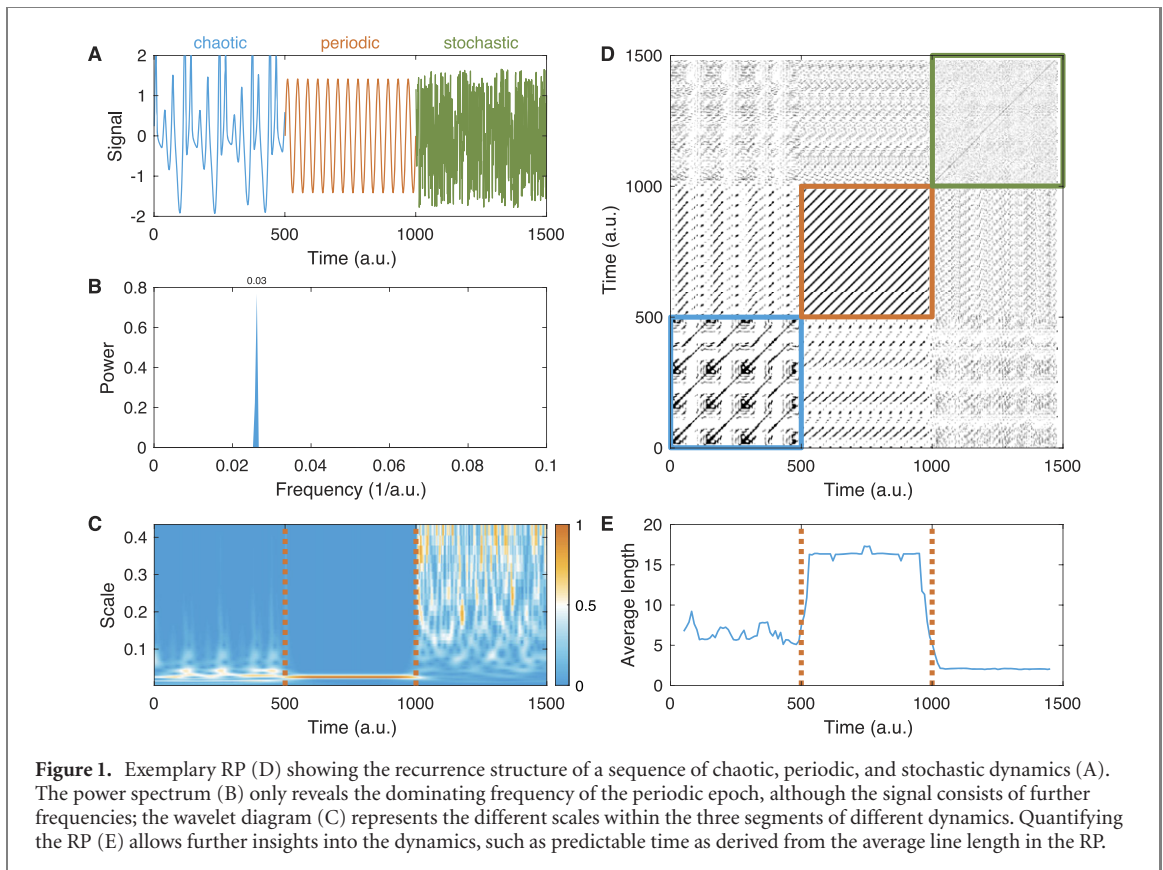 A
chaotic
periodic
stochastic
2
1
0
-1
-2
Signal
0
500
1000
1500
Time (a.u.)
B
0.03
0.8
0.6
0.4
0.2
0
Power
0
0.02
0.04
0.06
0.08
0.1
Frequency (1/a.u.)
C
0.4
0.3
0.2
0.1
Scale
1
0.5
0
0
500
1000
1500
Time (a.u.)
D
1500
1000
500
0
Time (a.u.)
0
500
1000
1500
Time (a.u.)
E
20
15
10
5
0
Average length
0
500
1000
1500
Time (a.u.)
Figure 1. Exemplary RP (D) showing the recurrence structure of a sequence of chaotic, periodic, and stochastic dynamics (A).
The power spectrum (B) only reveals the dominating frequency of the periodic epoch, although the signal consists of further
frequencies; the wavelet diagram (C) represents the different scales within the three segments of different dynamics. Quantifying
the RP (E) allows further insights into the dynamics, such as predictable time as derived from the average line length in the RP.